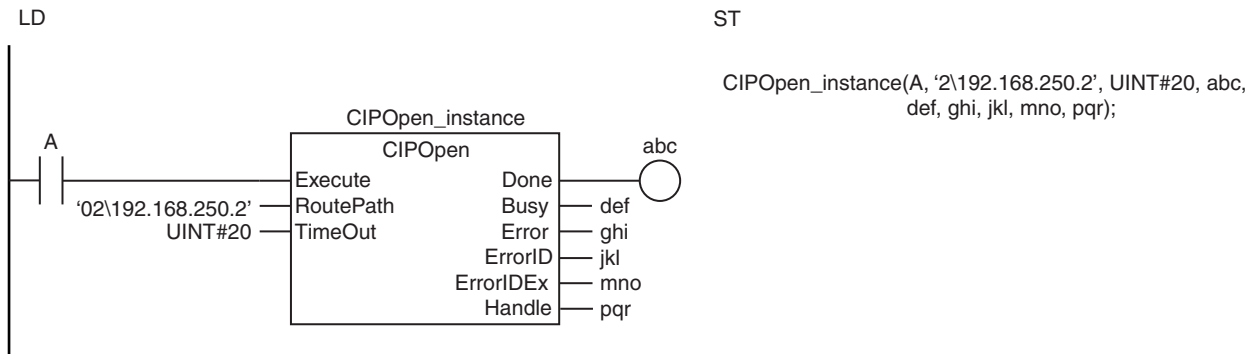 LD
ST
CIPOpen_instance(A, ‘2\192.168.250.2’, UINT#20, abc,
def, ghi, jkl, mno, pqr);
CIPOpen_instance
A
CIPOpen
abc
Execute
Done
‘02\192.168.250.2’
RoutePath
Busy
def
UINT#20
TimeOut
Error
ghi
ErrorID
jkl
ErrorIDEx
mno
Handle
pqr